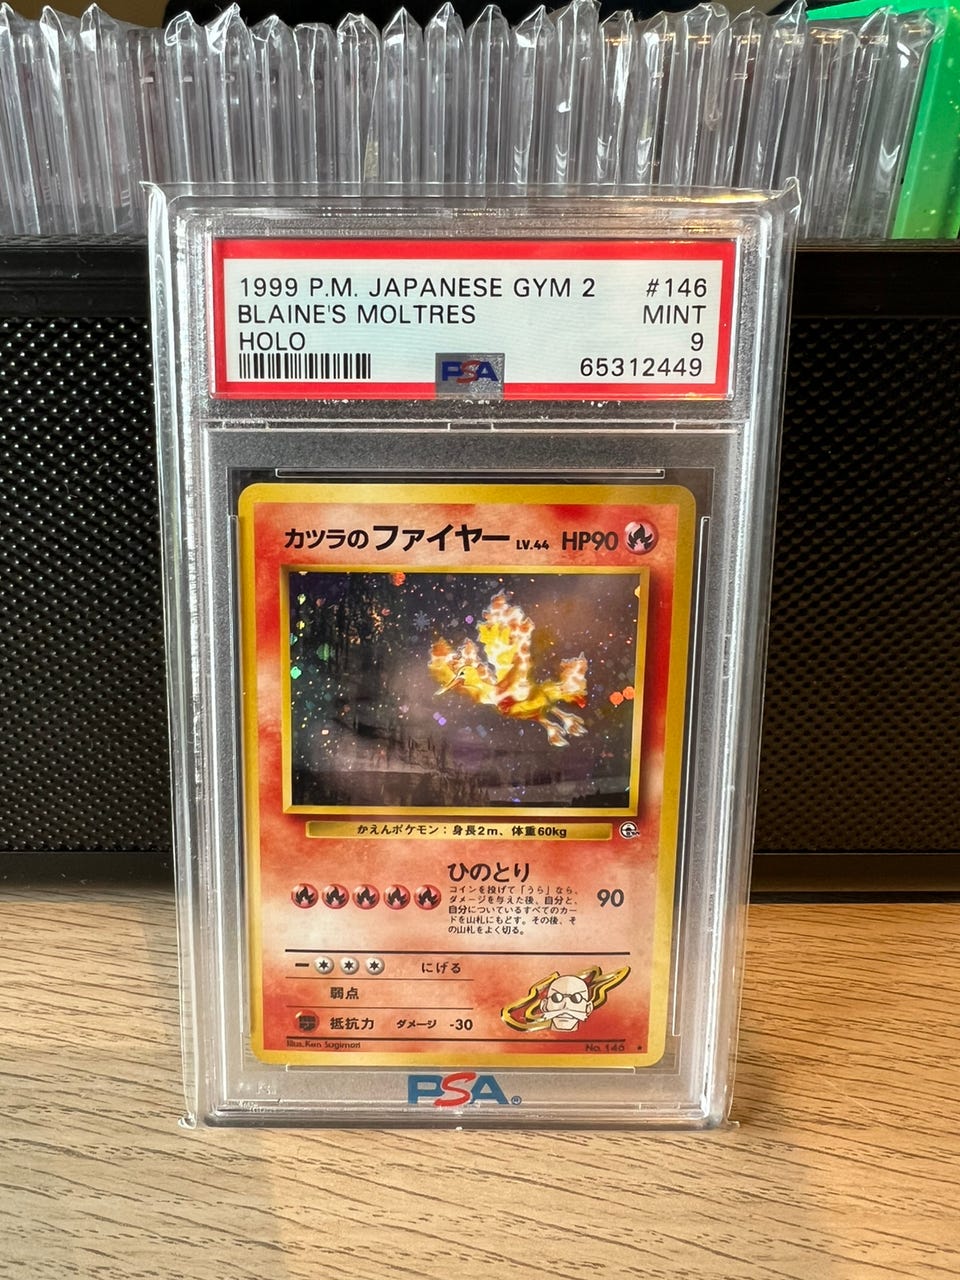 1999 P.M. JAPANESE GYM 2 #146
BLAINE'S MOLTRES MINT
HOLO 9
65312449
PSA
カツラのファイヤー LV.44 HP90
かえんポケモン：身長2m、体重60kg
ひのとり
コインを投げて「うら」なら、
ダメージを与えた後、自分と、
自分についているすべてのカー
ドを山札にもどす。その後、そ
の山札をよく切る。
90
にげる
弱点
抵抗力 ダメージ -30
Illus. Ken Sugimori No. 146 ★
PSA®